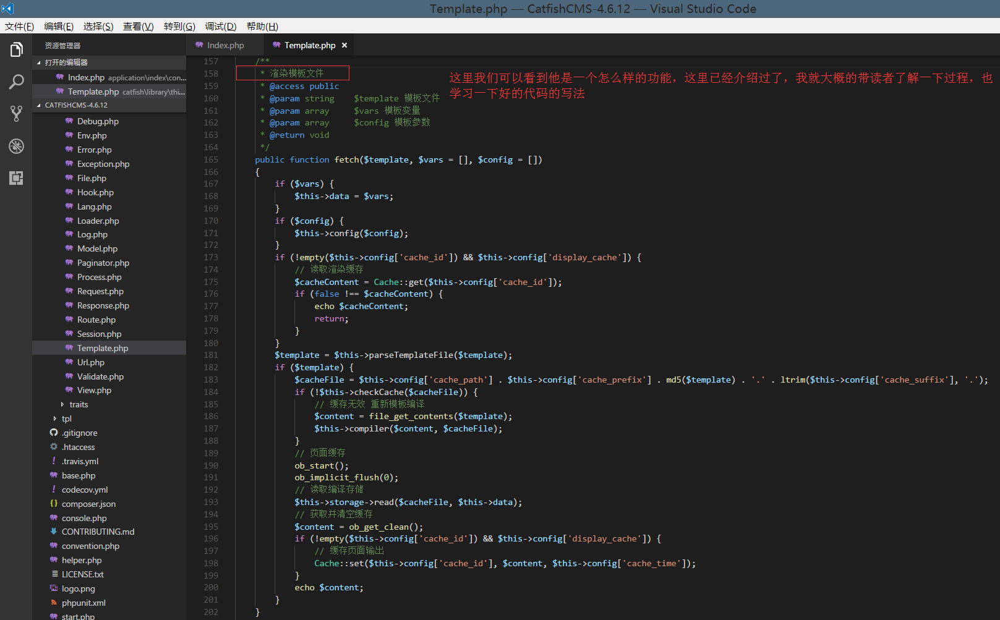 Template.php — CatfishCMS-4.6.12 — Visual Studio Code
文件(F) 编辑(E) 选择(S) 查看(V) 转到(G) 调试(D) 帮助(H)
资源管理器
打开的编辑器
Index.php application\index\con...
Template.php catfish\library\thi...
CATFISHCMS-4.6.12
Debug.php
Env.php
Error.php
Exception.php
File.php
Hook.php
Lang.php
Loader.php
Log.php
Model.php
Paginator.php
Process.php
Request.php
Response.php
Route.php
Session.php
Template.php
Url.php
Validate.php
View.php
traits
tpl
.gitignore
.htaccess
.travis.yml
base.php
codecov.yml
composer.json
console.php
CONTRIBUTING.md
convention.php
helper.php
LICENSE.txt
logo.png
phpunit.xml
start.php
Index.php Template.php ×
157 /**
158 * 渲染模板文件
159 * @access public
160 * @param string $template 模板文件
161 * @param array $vars 模板变量
162 * @param array $config 模板参数
163 * @return void
164 */
165 public function fetch($template, $vars = [], $config = [])
166 {
167 if ($vars) {
168 $this->data = $vars;
169 }
170 if ($config) {
171 $this->config($config);
172 }
173 if (!empty($this->config['cache_id']) && $this->config['display_cache']) {
174 // 读取渲染缓存
175 $cacheContent = Cache::get($this->config['cache_id']);
176 if (false !== $cacheContent) {
177 echo $cacheContent;
178 return;
179 }
180 }
181 $template = $this->parseTemplateFile($template);
182 if ($template) {
183 $cacheFile = $this->config['cache_path'] . $this->config['cache_prefix'] . md5($template) . '.' . ltrim($this->config['cache_suffix'], '.');
184 if (!$this->checkCache($cacheFile)) {
185 // 缓存无效 重新模板编译
186 $content = file_get_contents($template);
187 $this->compiler($content, $cacheFile);
188 }
189 // 页面缓存
190 ob_start();
191 ob_implicit_flush(0);
192 // 读取编译存储
193 $this->storage->read($cacheFile, $this->data);
194 // 获取并清空缓存
195 $content = ob_get_clean();
196 if (!empty($this->config['cache_id']) && $this->config['display_cache']) {
197 // 缓存页面输出
198 Cache::set($this->config['cache_id'], $content, $this->config['cache_time']);
199 }
200 echo $content;
201 }
202 }
这里我们可以看到他是一个怎么样的功能，这里已经介绍过了，我就大概的带读者了解一下过程，也
学习一下好的代码的写法